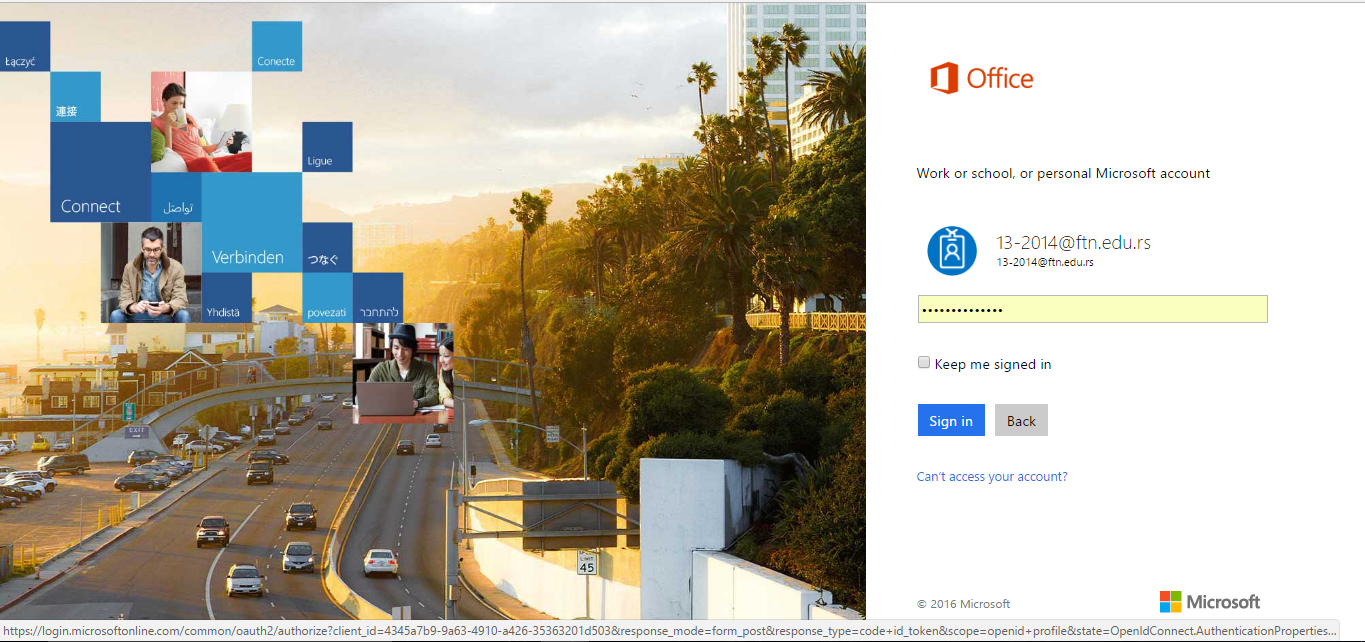 Łączyć
Conecte
連接
Ligue
Connect
تواصل
Verbinden
つなぐ
Yhdistä
povezati
להתחבר
EXIT
LIMIT
45
Office
Work or school, or personal Microsoft account
13-2014@ftn.edu.rs
13-2014@ftn.edu.rs
••••••••••••••
Keep me signed in
Sign in
Back
Can't access your account?
© 2016 Microsoft
Microsoft
https://login.microsoftonline.com/common/oauth2/authorize?client_id=4345a7b9-9a63-4910-a426-35363201d503&response_mode=form_post&response_type=code+id_token&scope=openid+profile&state=OpenIdConnect.AuthenticationProperties...